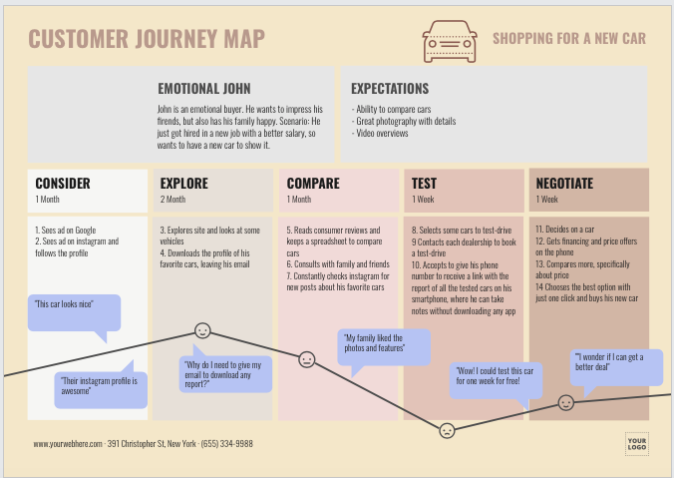 CUSTOMER JOURNEY MAP
SHOPPING FOR A NEW CAR
EMOTIONAL JOHN
John is an emotional buyer. He wants to impress his
firends, but also has his family happy. Scenario: He
just got hired in a new job with a better salary, so
wants to have a new car to show it.
EXPECTATIONS
- Ability to compare cars
- Great photography with details
- Video overviews
CONSIDER
1 Month
1. Sees ad on Google
2. Sees ad on instagram and
follows the profile
EXPLORE
2 Month
3. Explores site and looks at some
vehicles
4. Downloads the profile of his
favorite cars, leaving his email
COMPARE
1 Month
5. Reads consumer reviews and
keeps a spreadsheet to compare
cars
6. Consults with family and friends
7. Constantly checks instagram for
new posts about his favorite cars
TEST
1 Week
8. Selects some cars to test-drive
9 Contacts each dealership to book
a test-drive
10. Accepts to give his phone
number to receive a link with the
report of all the tested cars on his
smartphone, where he can take
notes without downloading any app
NEGOTIATE
1 Week
11. Decides on a car
12. Gets financing and price offers
on the phone
13. Compares more, specifically
about price
14 Chooses the best option with
just one click and buys his new car
"This car looks nice"
"Their instagram profile is
awesome"
"Why do I need to give my
email to download any
report?"
"My family liked the
photos and features"
"Wow! I could test this car
for one week for free!
""I wonder if I can get a
better deal"
www.yourwebhere.com · 391 Christopher St, New York · (655) 334-9988
YOUR
LOGO